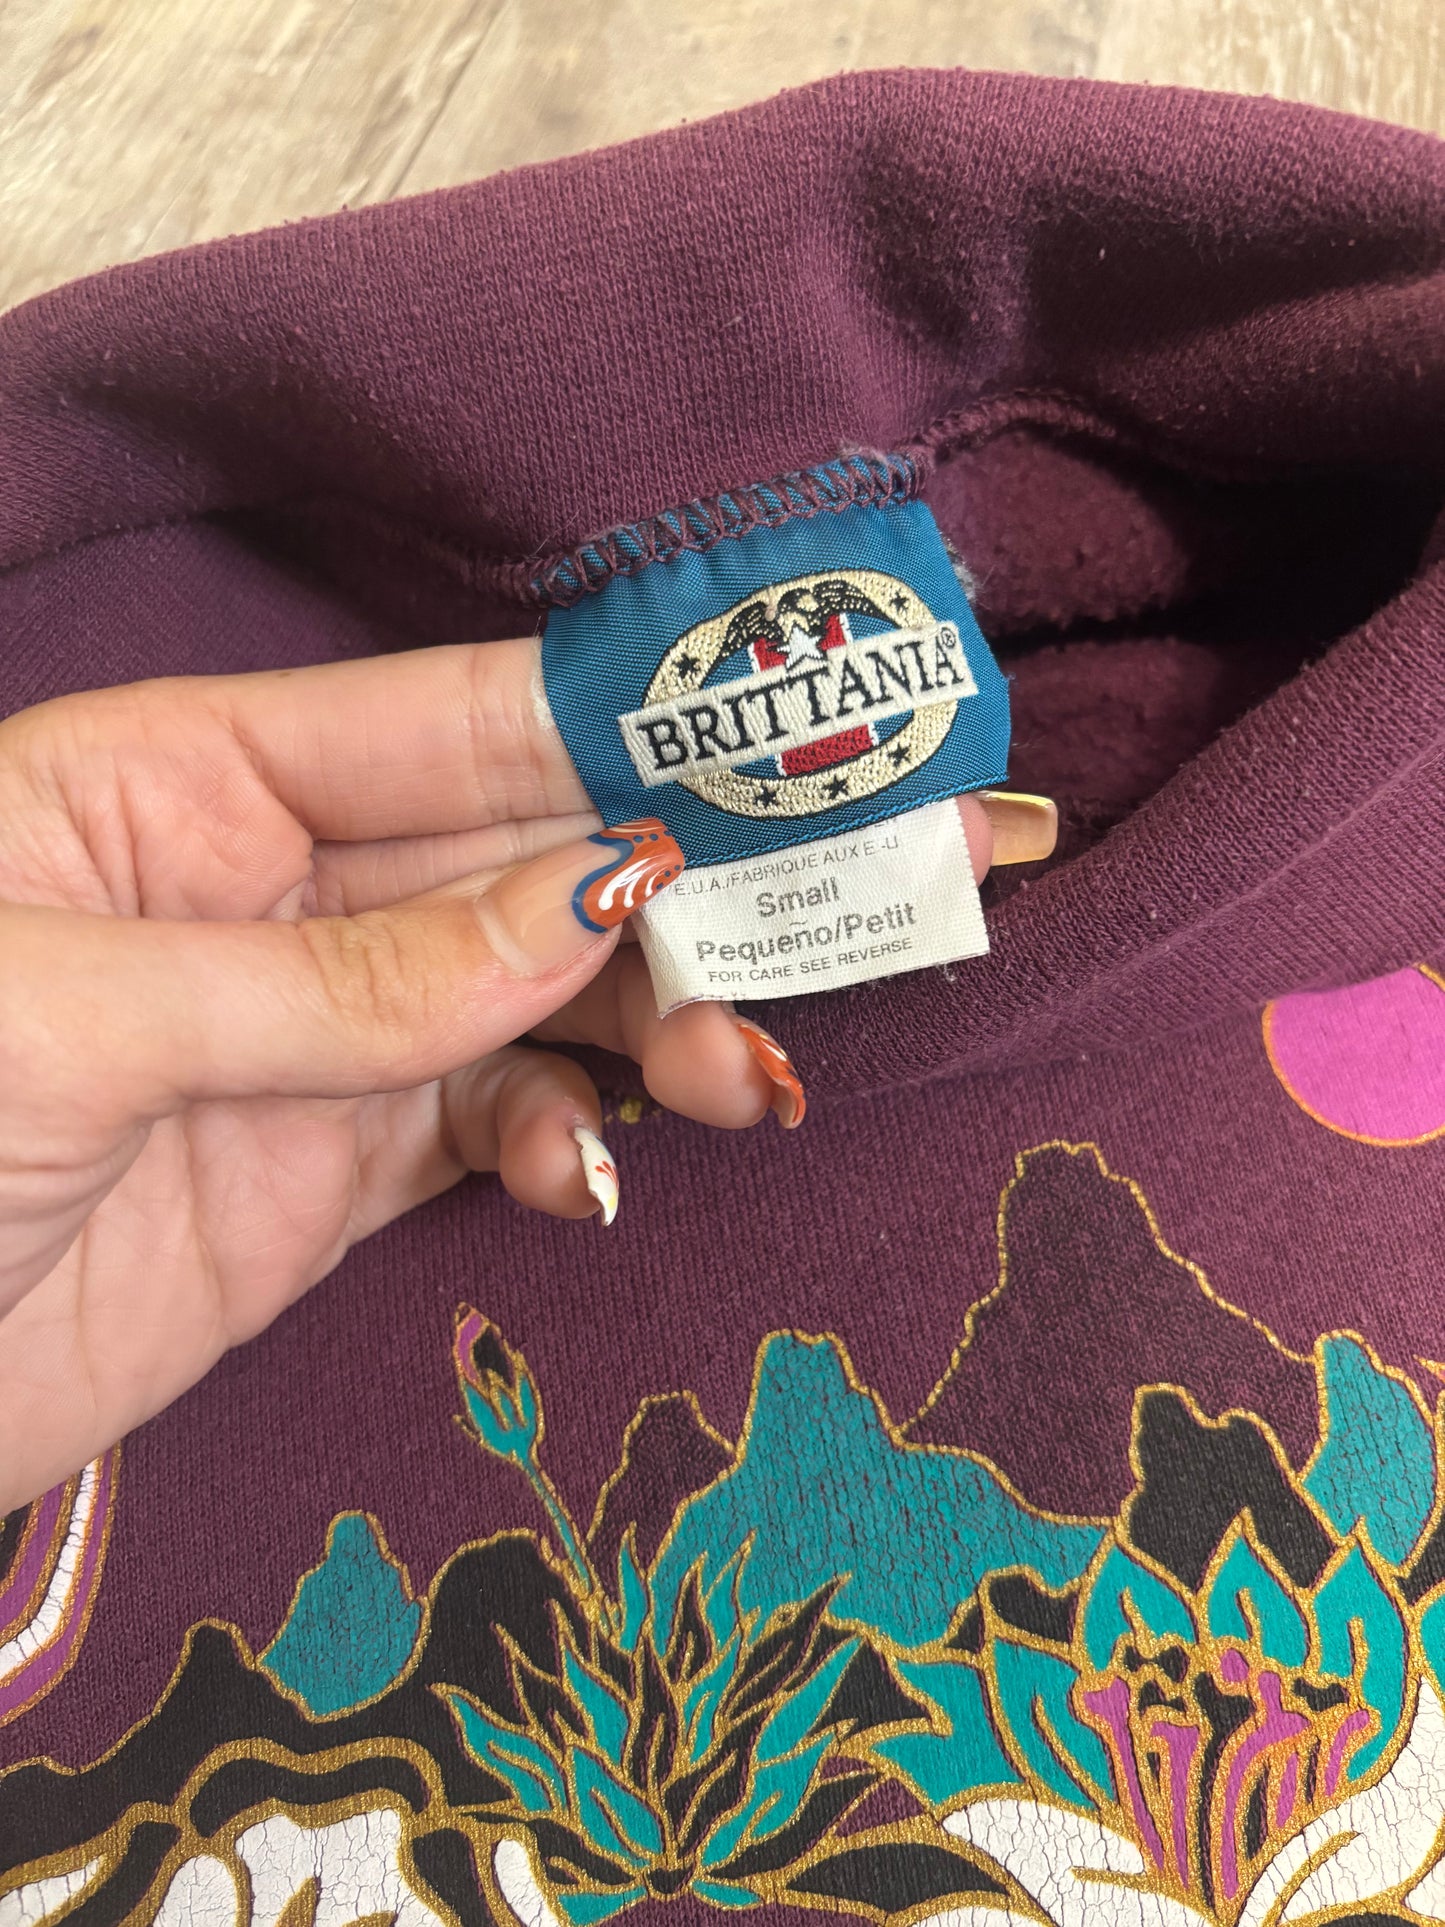 BRITTANIA®
E.U.A./FABRIQUE AUX E.-U
Small
Pequeño/Petit
FOR CARE SEE REVERSE